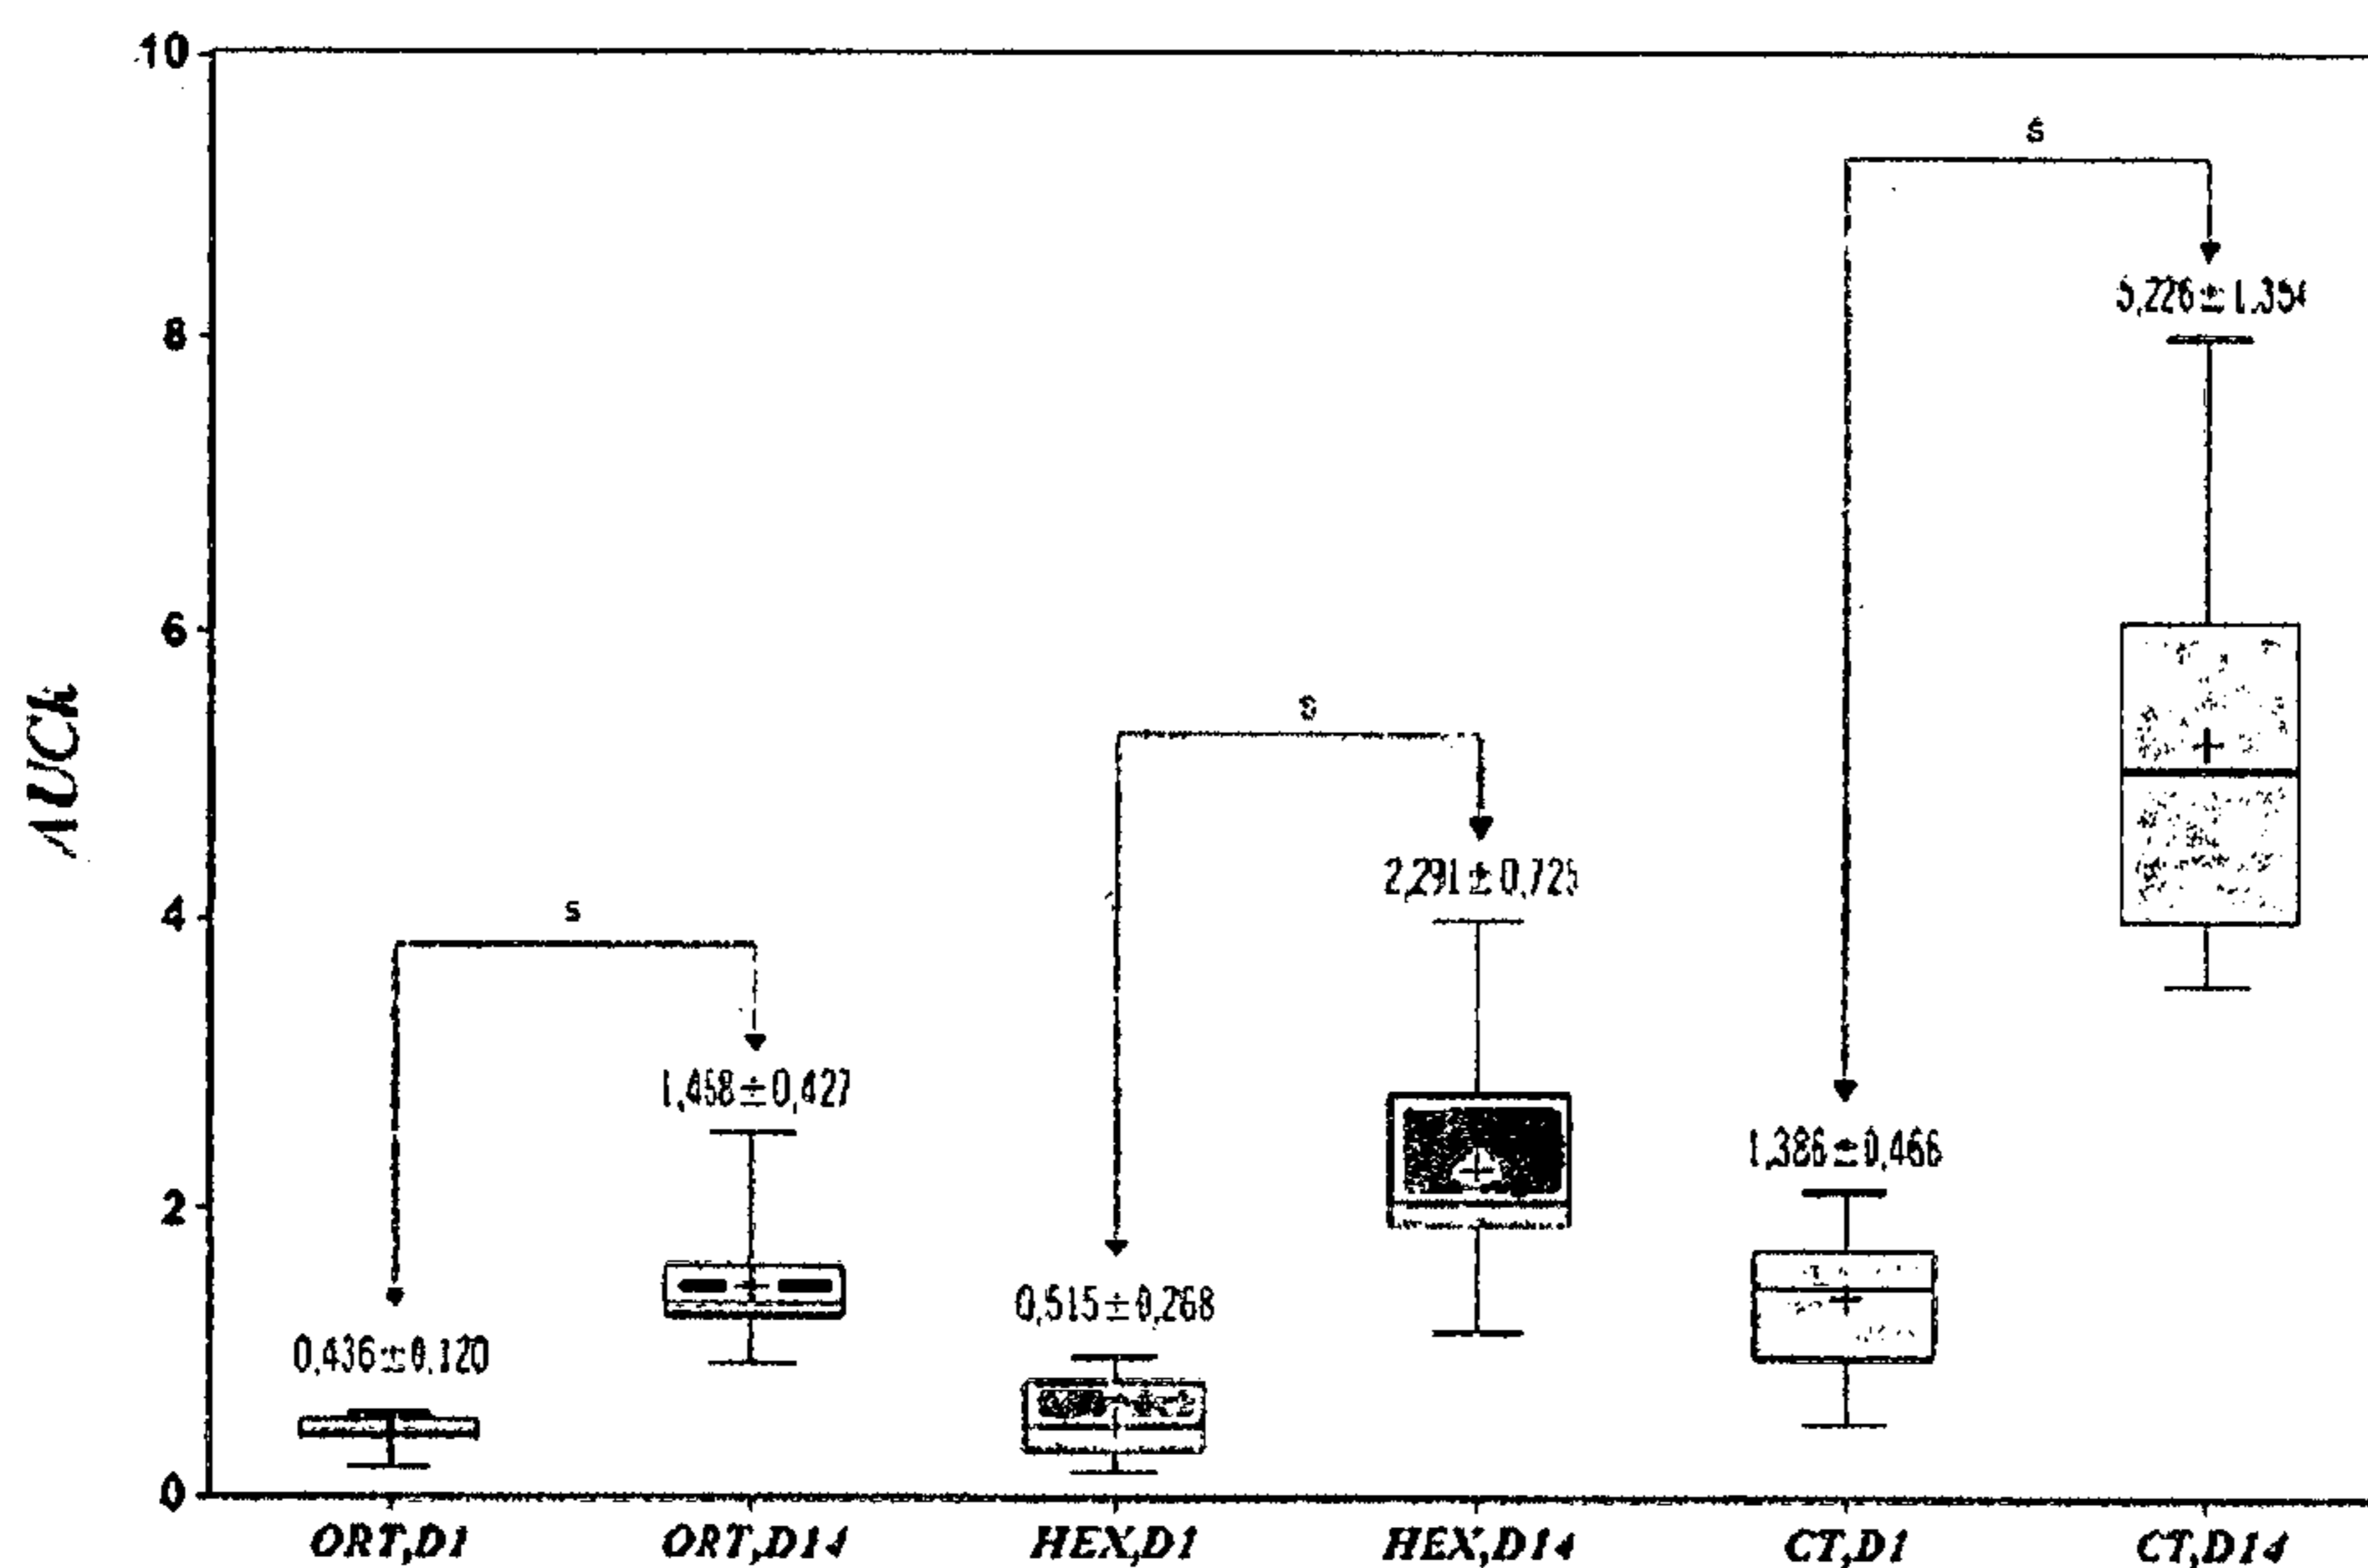 10
s
5,226±1.354
8
6
AUCh
s
2,291±0,725
4
s
1,458±0,427
1,386±0,466
2
0,515±0,268
0,436±0,120
0
ORT,D1 ORT,D14 HEX,D1 HEX,D14 CT,D1 CT,D14